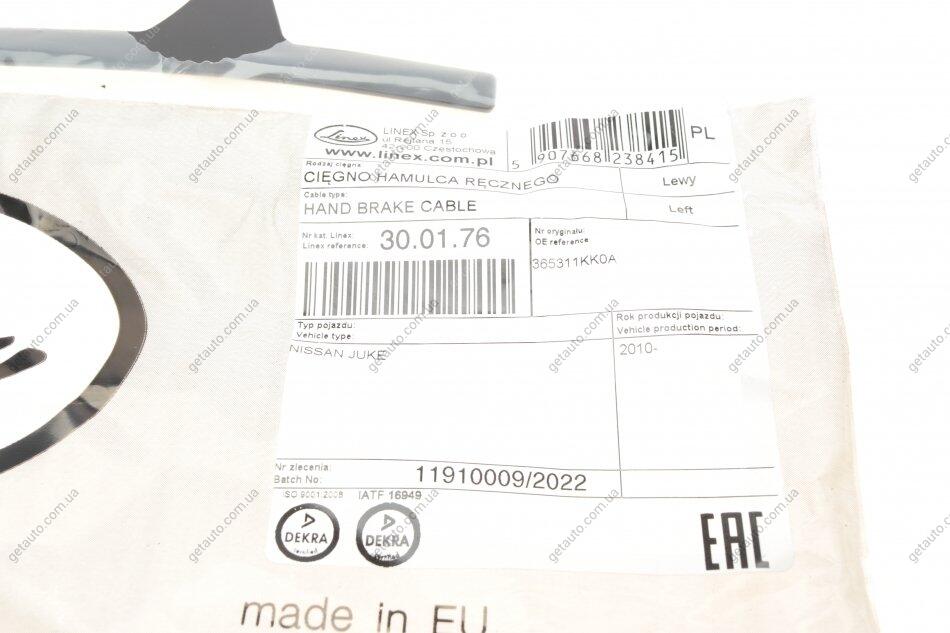 Linex
LINEX Sp. z o o
ul Rejtana 15
42-200 Częstochowa
www.linex.com.pl
5 907668 238415
PL
Rodzaj cięgna
CIĘGNO HAMULCA RĘCZNEGO
Lewy
Cable type:
HAND BRAKE CABLE
Left
Nr kat. Linex:
Linex reference:
30.01.76
Nr oryginału:
OE reference
365311KK0A
Typ pojazdu:
Vehicle type:
Rok produkcji pojazdu:
Vehicle production period:
NISSAN JUKE
2010-
Nr zlecenia:
Batch No:
11910009/2022
ISO 9001:2008
IATF 16949
DEKRA
certified
DEKRA
certified
EAC
made in EU
getauto.com.ua